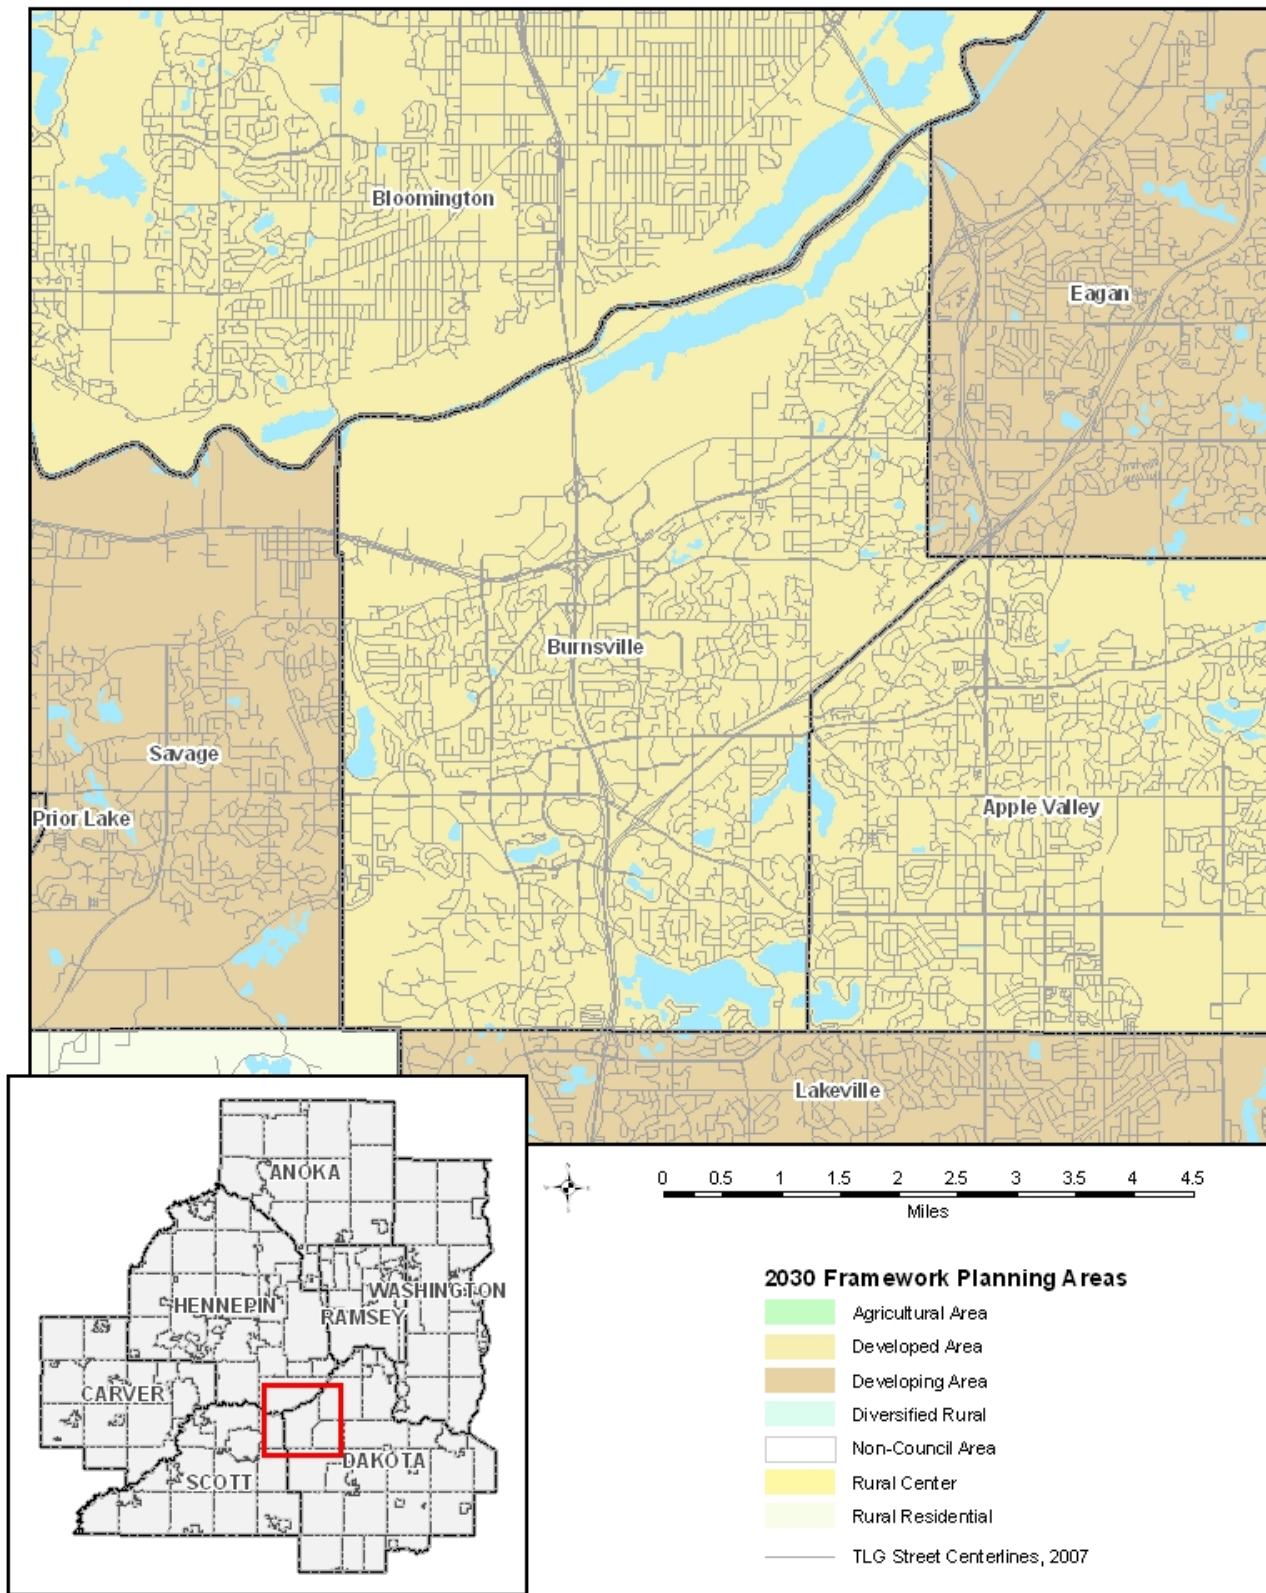 Bloomington
Eagan
Burnsville
Savage
Prior Lake
Apple Valley
Lakeville
ANOKA
HENNEPIN
WASHINGTON
RAMSEY
CARVER
SCOTT
DAKOTA
0 0.5 1 1.5 2 2.5 3 3.5 4 4.5
Miles
2030 Framework Planning Areas
Agricultural Area
Developed Area
Developing Area
Diversified Rural
Non-Council Area
Rural Center
Rural Residential
TLG Street Centerlines, 2007